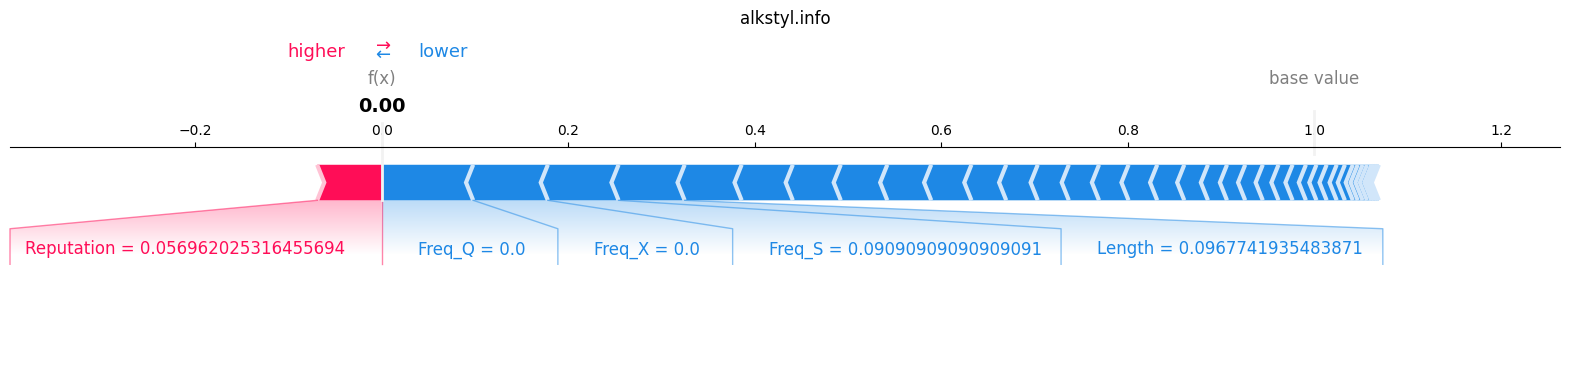 alkstyl.info
higher ⇄ lower
f(x) base value
0.00
−0.2 0.0 0.2 0.4 0.6 0.8 1.0 1.2
Reputation = 0.056962025316455694 Freq_Q = 0.0 Freq_X = 0.0 Freq_S = 0.09090909090909091 Length = 0.0967741935483871